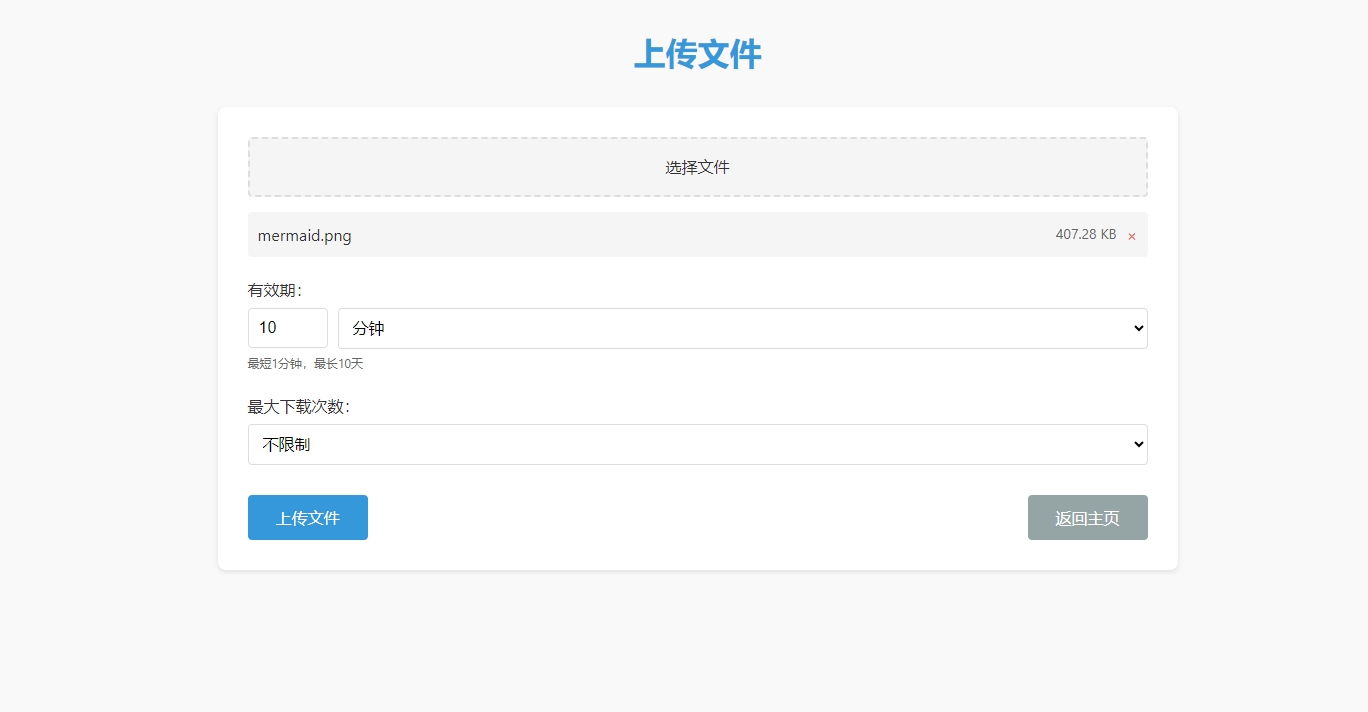 上传文件
选择文件
mermaid.png 407.28 KB ×
有效期：
10 分钟
最短1分钟，最长10天
最大下载次数：
不限制
上传文件 返回主页